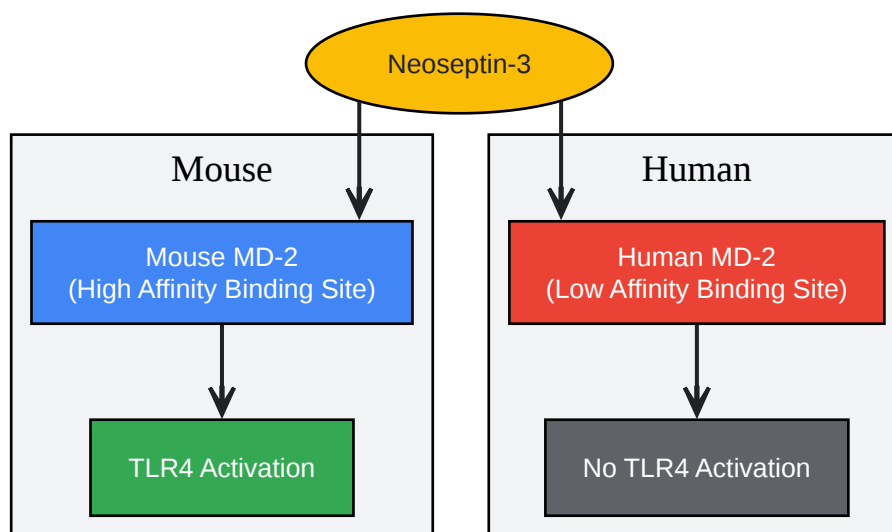 Neoseptin-3
Mouse
Human
Mouse MD-2
(High Affinity Binding Site)
Human MD-2
(Low Affinity Binding Site)
TLR4 Activation
No TLR4 Activation